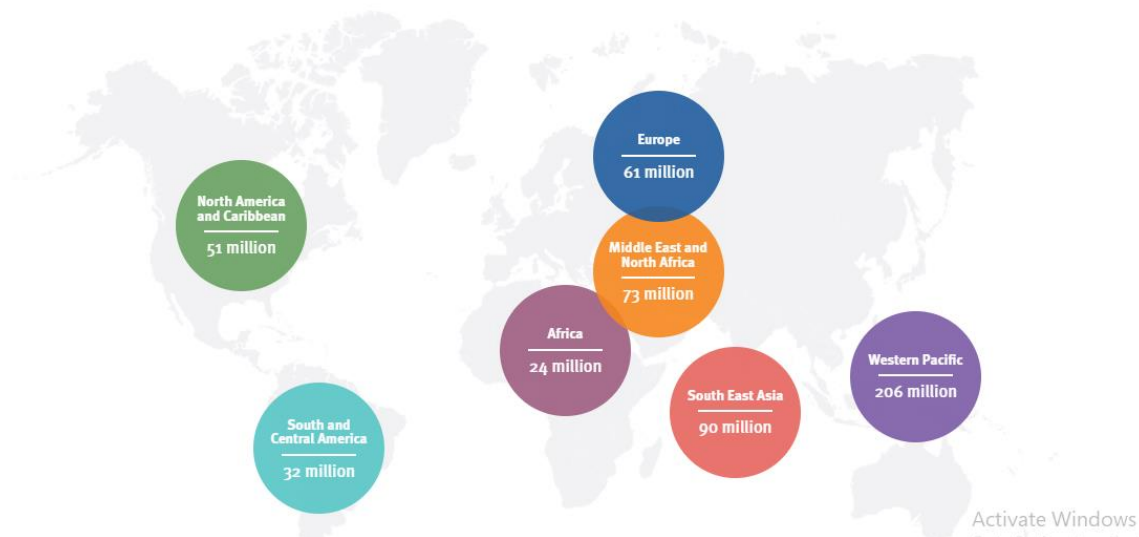 Europe
61 million
North America
and Caribbean
51 million
Middle East and
North Africa
73 million
Africa
24 million
Western Pacific
206 million
South East Asia
90 million
South and
Central America
32 million
Activate Windows